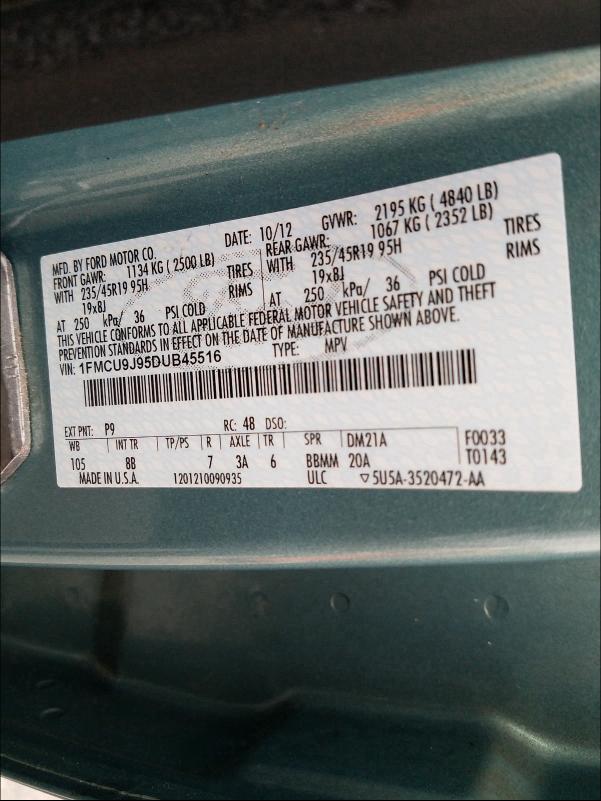 MFD. BY FORD MOTOR CO. DATE: 10/12 GVWR: 2195 KG ( 4840 LB)
FRONT GAWR: 1134 KG ( 2500 LB) REAR GAWR: 1067 KG ( 2352 LB)
WITH 235/45R19 95H TIRES WITH 235/45R19 95H TIRES
19x8J RIMS 19x8J RIMS
AT 250 kPa/ 36 PSI COLD AT 250 kPa/ 36 PSI COLD
THIS VEHICLE CONFORMS TO ALL APPLICABLE FEDERAL MOTOR VEHICLE SAFETY AND THEFT
PREVENTION STANDARDS IN EFFECT ON THE DATE OF MANUFACTURE SHOWN ABOVE.
VIN: 1FMCU9J95DUB45516 TYPE: MPV
EXT PNT: P9 RC: 48 DSO:
WB INT TR TP/PS R AXLE TR SPR DM21A F0033
105 8B 7 3A 6 BBMM 20A T0143
MADE IN U.S.A. 1201210090935 ULC ▽5U5A-3520472-AA